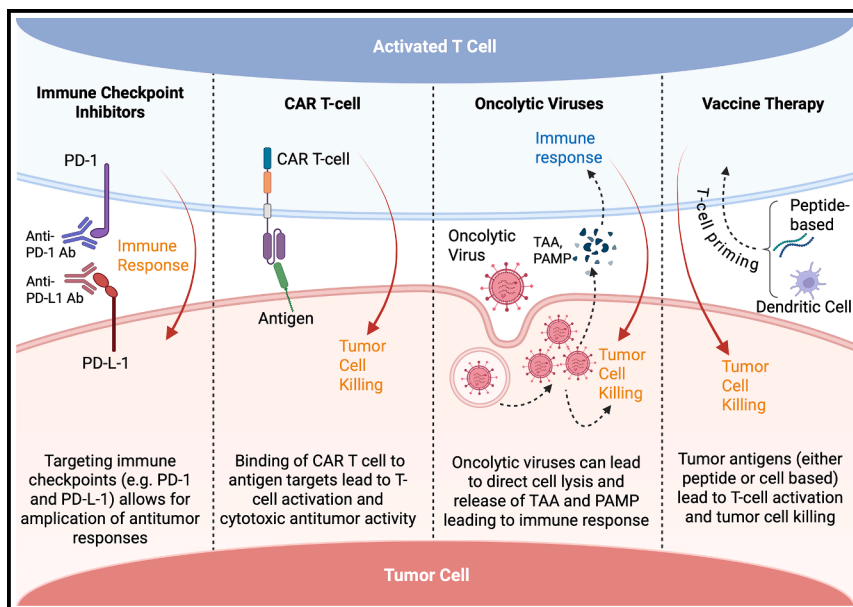 Activated T Cell
Immune Checkpoint
Inhibitors
PD-1
Anti-
PD-1 Ab
Immune
Response
Anti-
PD-L1 Ab
PD-L-1
Targeting immune
checkpoints (e.g. PD-1
and PD-L-1) allows for
amplication of antitumor
responses
CAR T-cell
CAR T-cell
Antigen
Tumor
Cell
Killing
Binding of CAR T cell to
antigen targets lead to T-
cell activation and
cytotoxic antitumor activity
Oncolytic Viruses
Immune
response
Oncolytic
Virus
TAA,
PAMP
Tumor
Cell
Killing
Oncolytic viruses can lead
to direct cell lysis and
release of TAA and PAMP
leading to immune response
Vaccine Therapy
T-cell priming
Peptide-
based
Dendritic Cell
Tumor
Cell
Killing
Tumor antigens (either
peptide or cell based)
lead to T-cell activation
and tumor cell killing
Tumor Cell